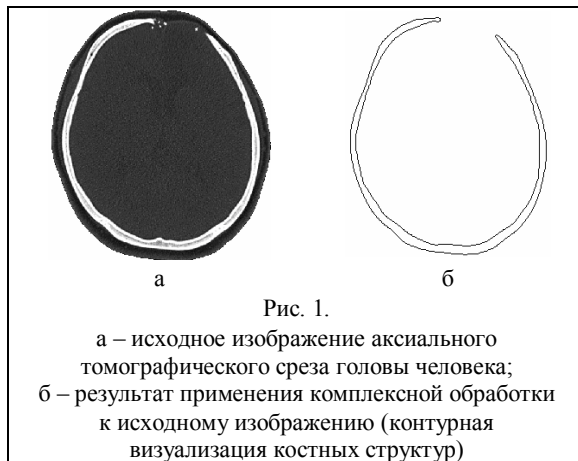 а
б
Рис. 1.
а – исходное изображение аксиального
томографического среза головы человека;
б – результат применения комплексной обработки
к исходному изображению (контурная
визуализация костных структур)